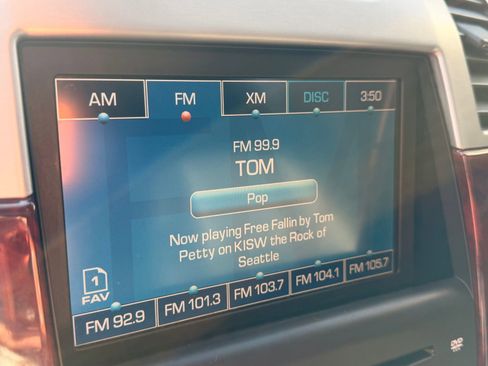 AM FM XM DISC 3:50
FM 99.9
TOM
Pop
Now playing Free Fallin by Tom
Petty on KISW the Rock of
Seattle
1
FAV
FM 92.9 FM 101.3 FM 103.7 FM 104.1 FM 105.7
DVD